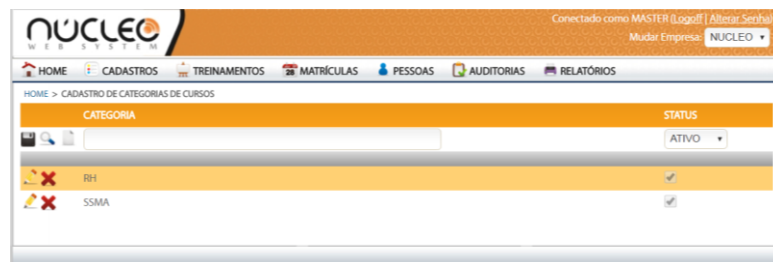 NÚCLEO
WEB SYSTEM
Conectado como MASTER (Logoff | Alterar Senha)
Mudar Empresa: NUCLEO
HOME CADASTROS TREINAMENTOS 28 MATRÍCULAS PESSOAS AUDITORIAS RELATÓRIOS
HOME > CADASTRO DE CATEGORIAS DE CURSOS
CATEGORIA STATUS
ATIVO
RH
SSMA